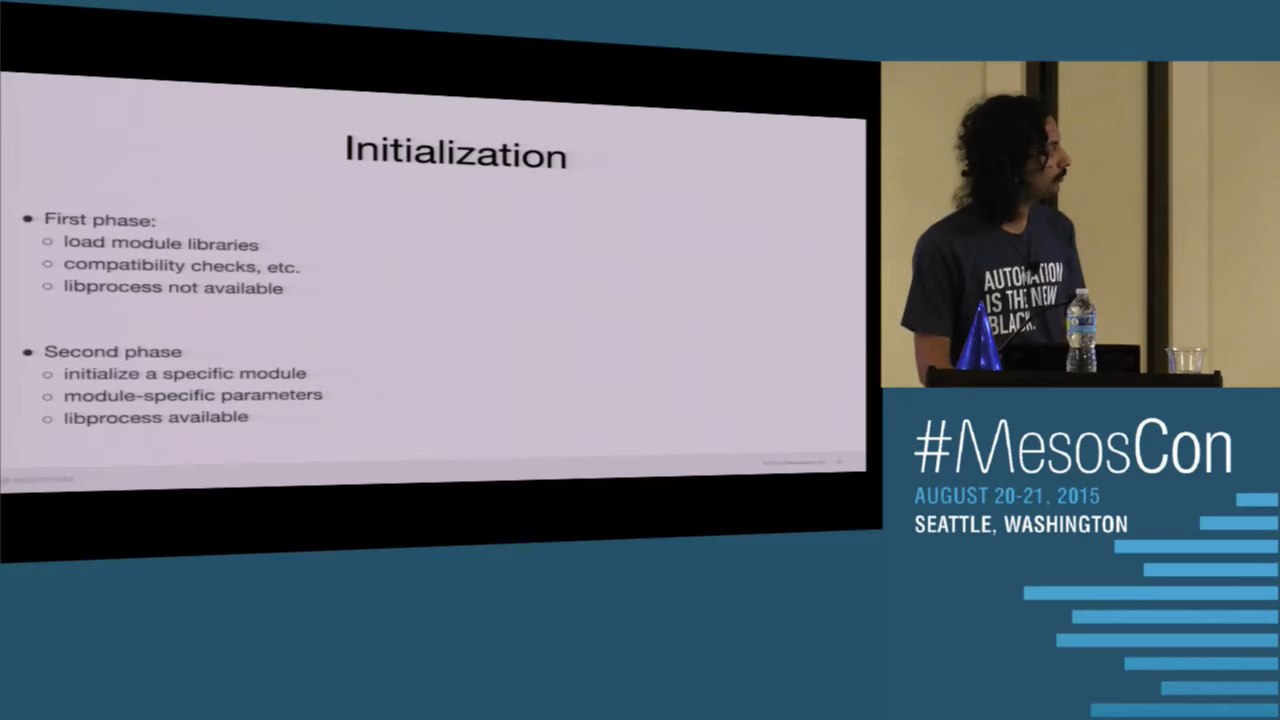 Initialization
● First phase:
○ load module libraries
○ compatibility checks, etc.
○ libprocess not available
● Second phase
○ initialize a specific module
○ module-specific parameters
○ libprocess available
AUTOMATION
IS THE NEW
BLACK.
#MesosCon
AUGUST 20-21, 2015
SEATTLE, WASHINGTON